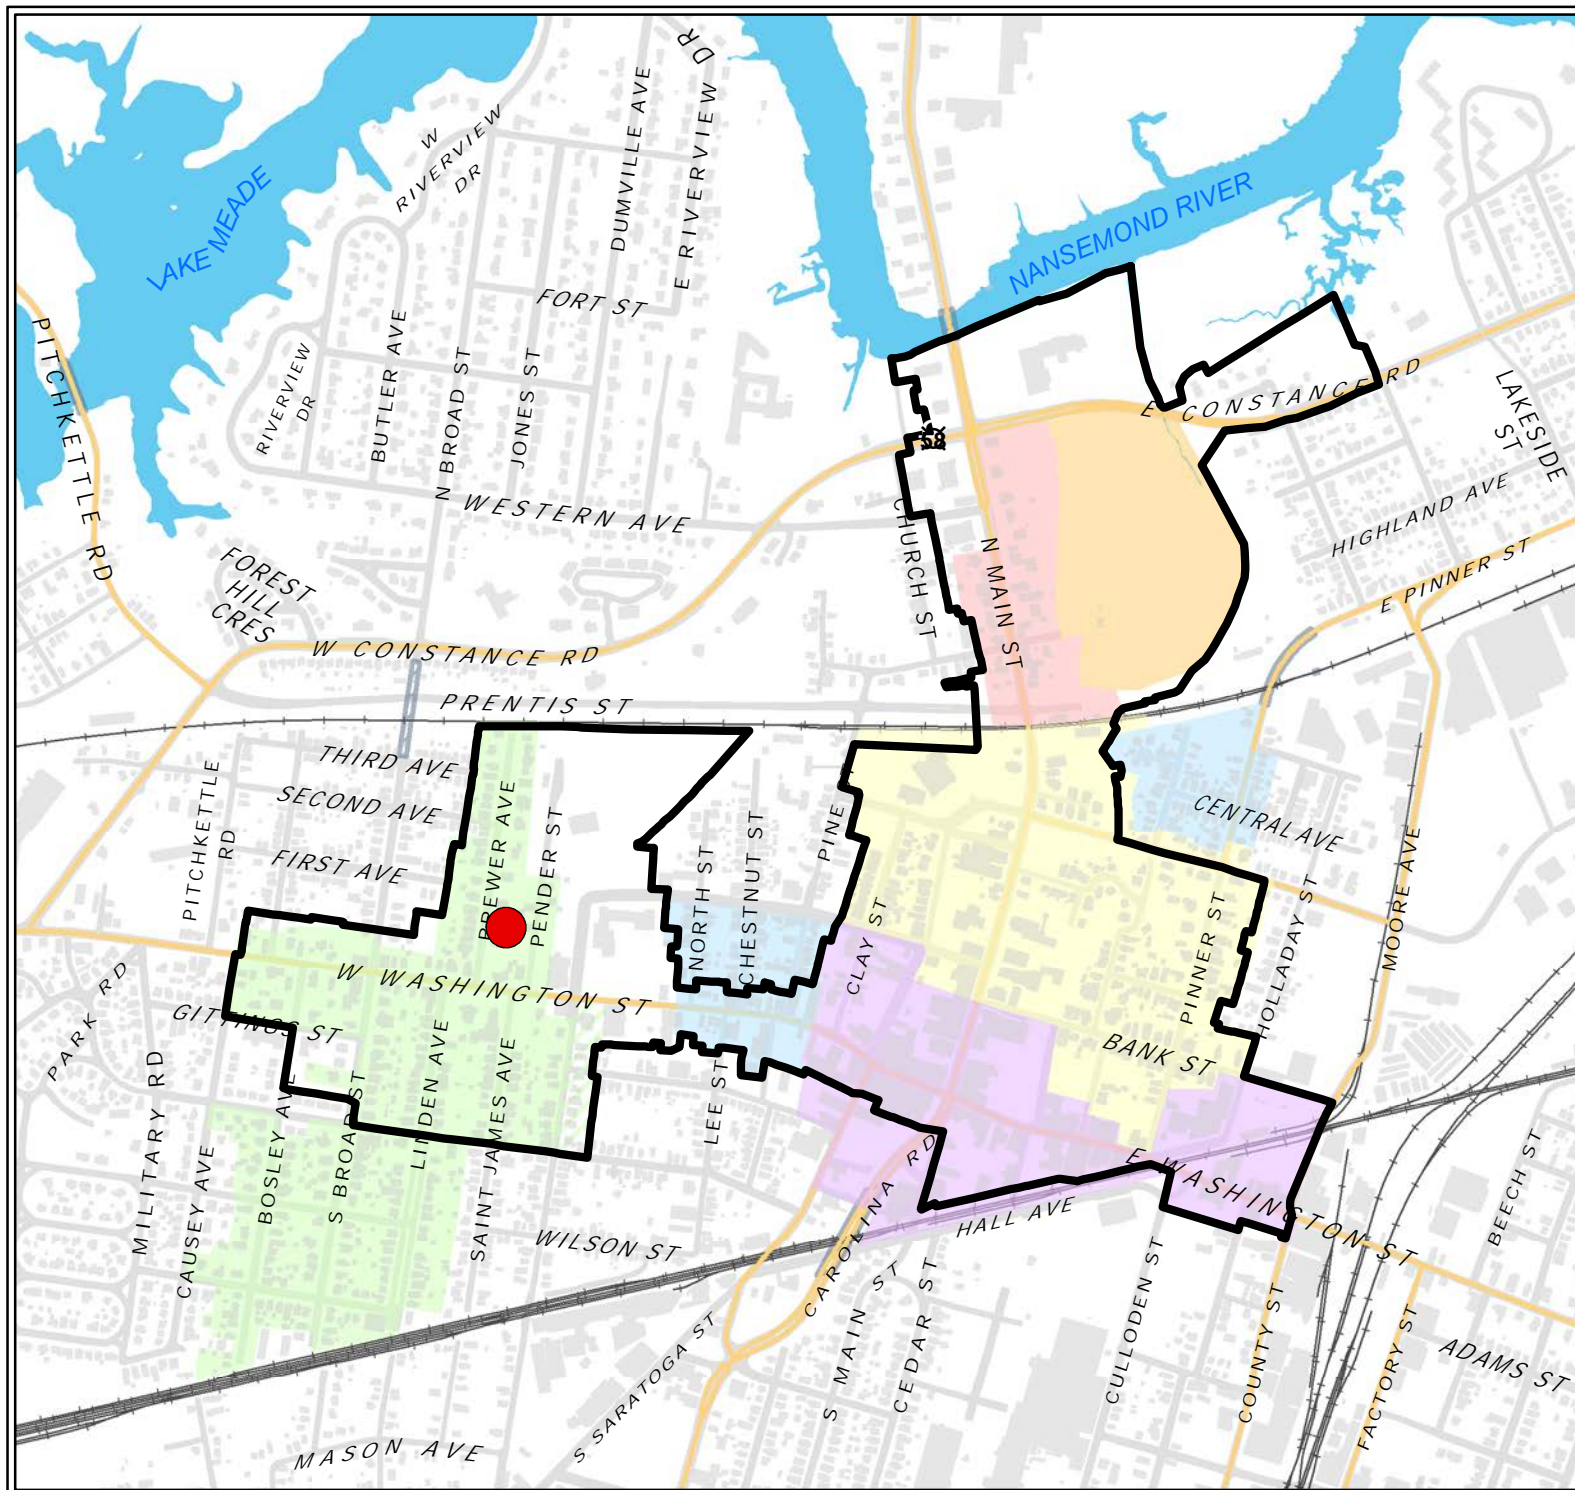 DR
DUMVILLE AVE
E RIVERVIEW
W
RIVERVIEW
DR
LAKE MEADE
NANSEMOND RIVER
FORT ST
PITCHKETTLE RD
RIVERVIEW
DR
BUTLER AVE
N BROAD ST
JONES ST
E CONSTANCE RD
LAKESIDE
ST
58
WESTERN AVE
CHURCH ST
HIGHLAND AVE
N MAIN ST
E PINNER ST
FOREST
HILL
CRES
W CONSTANCE RD
PRENTIS ST
THIRD AVE
SECOND AVE
FIRST AVE
PITCHKETTLE
RD
BREWER AVE
PENDER ST
NORTH ST
CHESTNUT ST
PINE
CENTRAL AVE
MOORE AVE
CLAY ST
PINNER ST
HOLLADAY ST
PARK RD
W WASHINGTON ST
GITTINGS ST
BANK ST
MILITARY RD
CAUSEY AVE
BOSLEY AVE
S BROAD ST
LINDEN AVE
SAINT JAMES AVE
LEE ST
CAROLINA RD
E WASHINGTON ST
BEECH ST
WILSON ST
HALL AVE
S MAIN ST
CEDAR ST
CULLODEN ST
COUNTY ST
FACTORY ST
ADAMS ST
S SARATOGA ST
MASON AVE